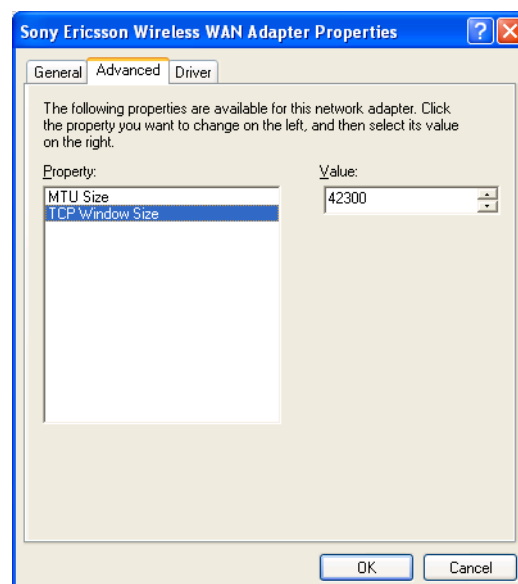 Sony Ericsson Wireless WAN Adapter Properties
General Advanced Driver
The following properties are available for this network adapter. Click
the property you want to change on the left, and then select its value
on the right.
Property: Value:
MTU Size 42300
TCP Window Size
OK Cancel